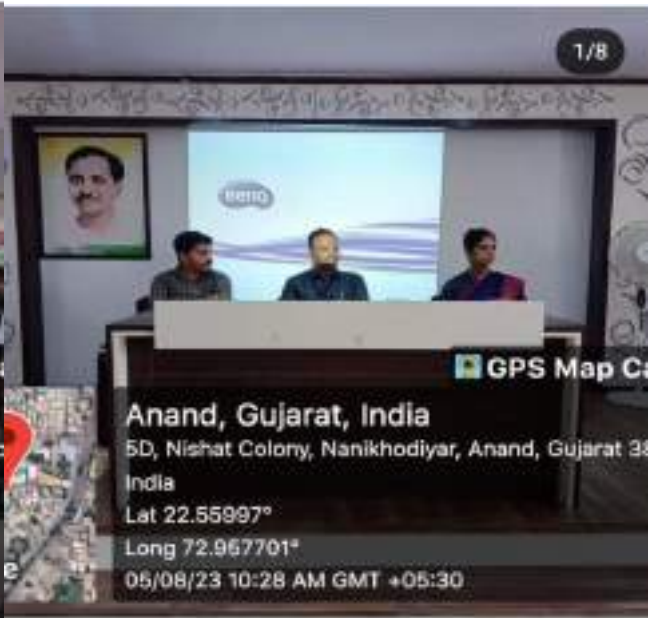 1/8
BenQ
GPS Map Ca
Anand, Gujarat, India
5D, Nishat Colony, Nanikhodiyar, Anand, Gujarat 38
India
Lat 22.55997°
Long 72.957701°
05/08/23 10:28 AM GMT +05:30
e